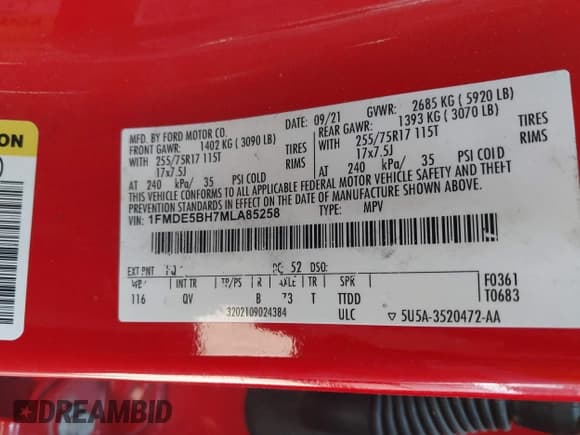 ON
)
MFD. BY FORD MOTOR CO.
DATE: 09/21 GVWR: 2685 KG ( 5920 LB)
FRONT GAWR: 1402 KG ( 3090 LB)
REAR GAWR: 1393 KG ( 3070 LB)
WITH 255/75R17 115T TIRES
WITH 255/75R17 115T TIRES
17x7.5J RIMS
17x7.5J RIMS
AT 240 kPa/ 35 PSI COLD
AT 240 kPa/ 35 PSI COLD
THIS VEHICLE CONFORMS TO ALL APPLICABLE FEDERAL MOTOR VEHICLE SAFETY AND THEFT
PREVENTION STANDARDS IN EFFECT ON THE DATE OF MANUFACTURE SHOWN ABOVE.
VIN: 1FMDE5BH7MLA85258 TYPE: MPV
EXT PNT 52 DSO:
WB INT TR TP/PS R AXLE TR SPR
116 QV B 73 T TTDD
F0361
T0683
3202109024384 ULC ▽ 5U5A-3520472-AA
DREAMBID